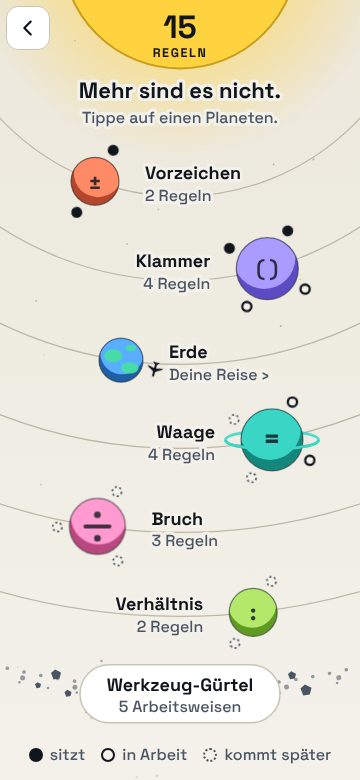 15
REGELN
Mehr sind es nicht.
Tippe auf einen Planeten.
±
Vorzeichen
2 Regeln
Klammer
4 Regeln
()
Erde
Deine Reise >
Waage
4 Regeln
=
÷
Bruch
3 Regeln
Verhältnis
2 Regeln
:
Werkzeug-Gürtel
5 Arbeitsweisen
sitzt
in Arbeit
kommt später